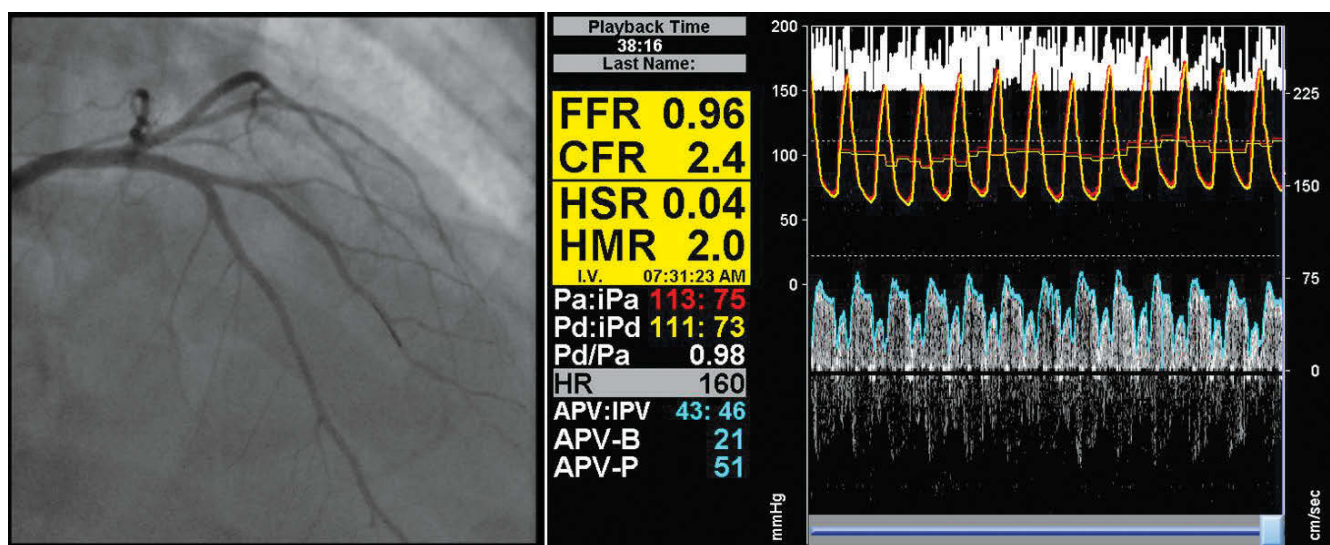 Playback Time
38:16
Last Name:
FFR 0.96
CFR 2.4
HSR 0.04
HMR 2.0
I.V. 07:31:23 AM
Pa:iPa 113: 75
Pd:iPd 111: 73
Pd/Pa 0.98
HR 160
APV:IPV 43: 46
APV-B 21
APV-P 51
200
150
100
50
0
mmHg
225
150
75
0
cm/sec